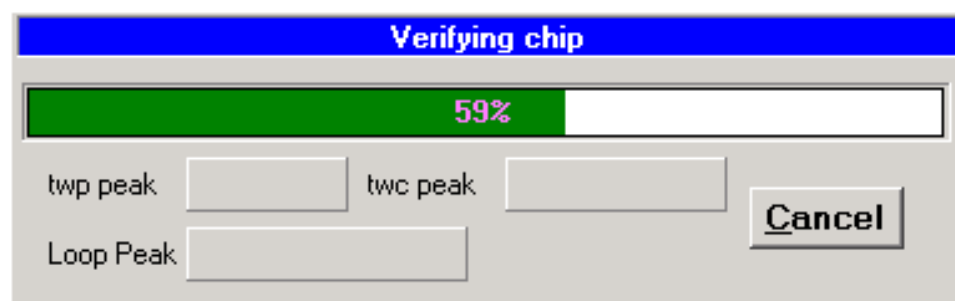 Verifying chip
59%
twp peak twc peak
Cancel
Loop Peak